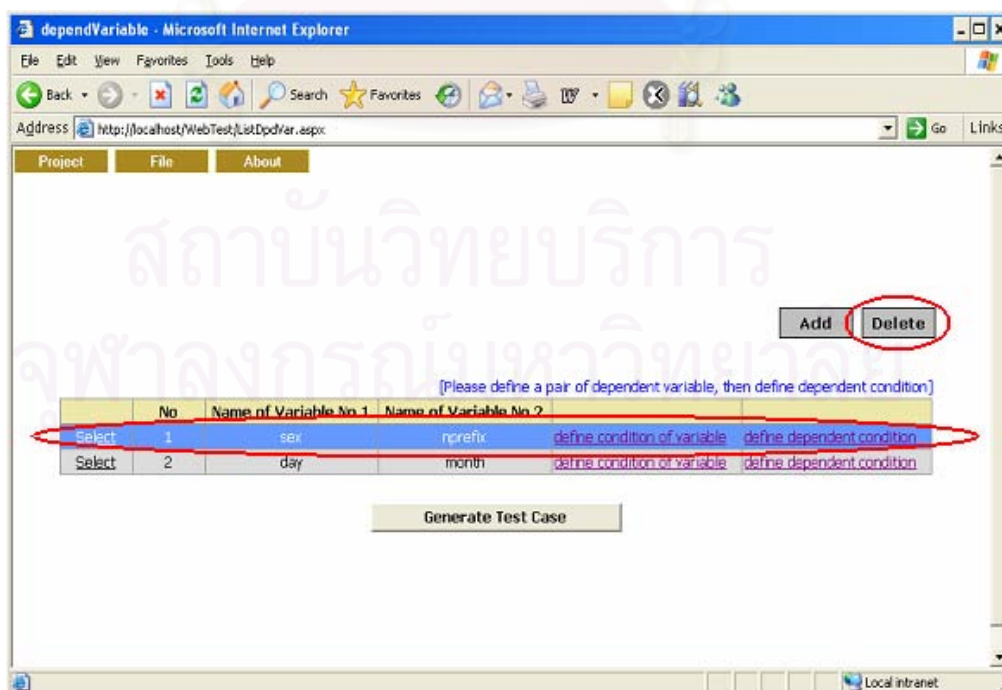 dependVariable - Microsoft Internet Explorer
File Edit View Favorites Tools Help
Back Search Favorites
Address http://localhost/WebTest/ListDpdVar.aspx Go Links
Project File About
สถาบันวิทยบริการ
Add Delete
จุฬาลงกรณ์มหาวิทยาลัย
[Please define a pair of dependent variable, then define dependent condition]
No Name of Variable No.1 Name of Variable No.2
Select 1 sex nprefix define condition of variable define dependent condition
Select 2 day month define condition of variable define dependent condition
Generate Test Case
Local intranet